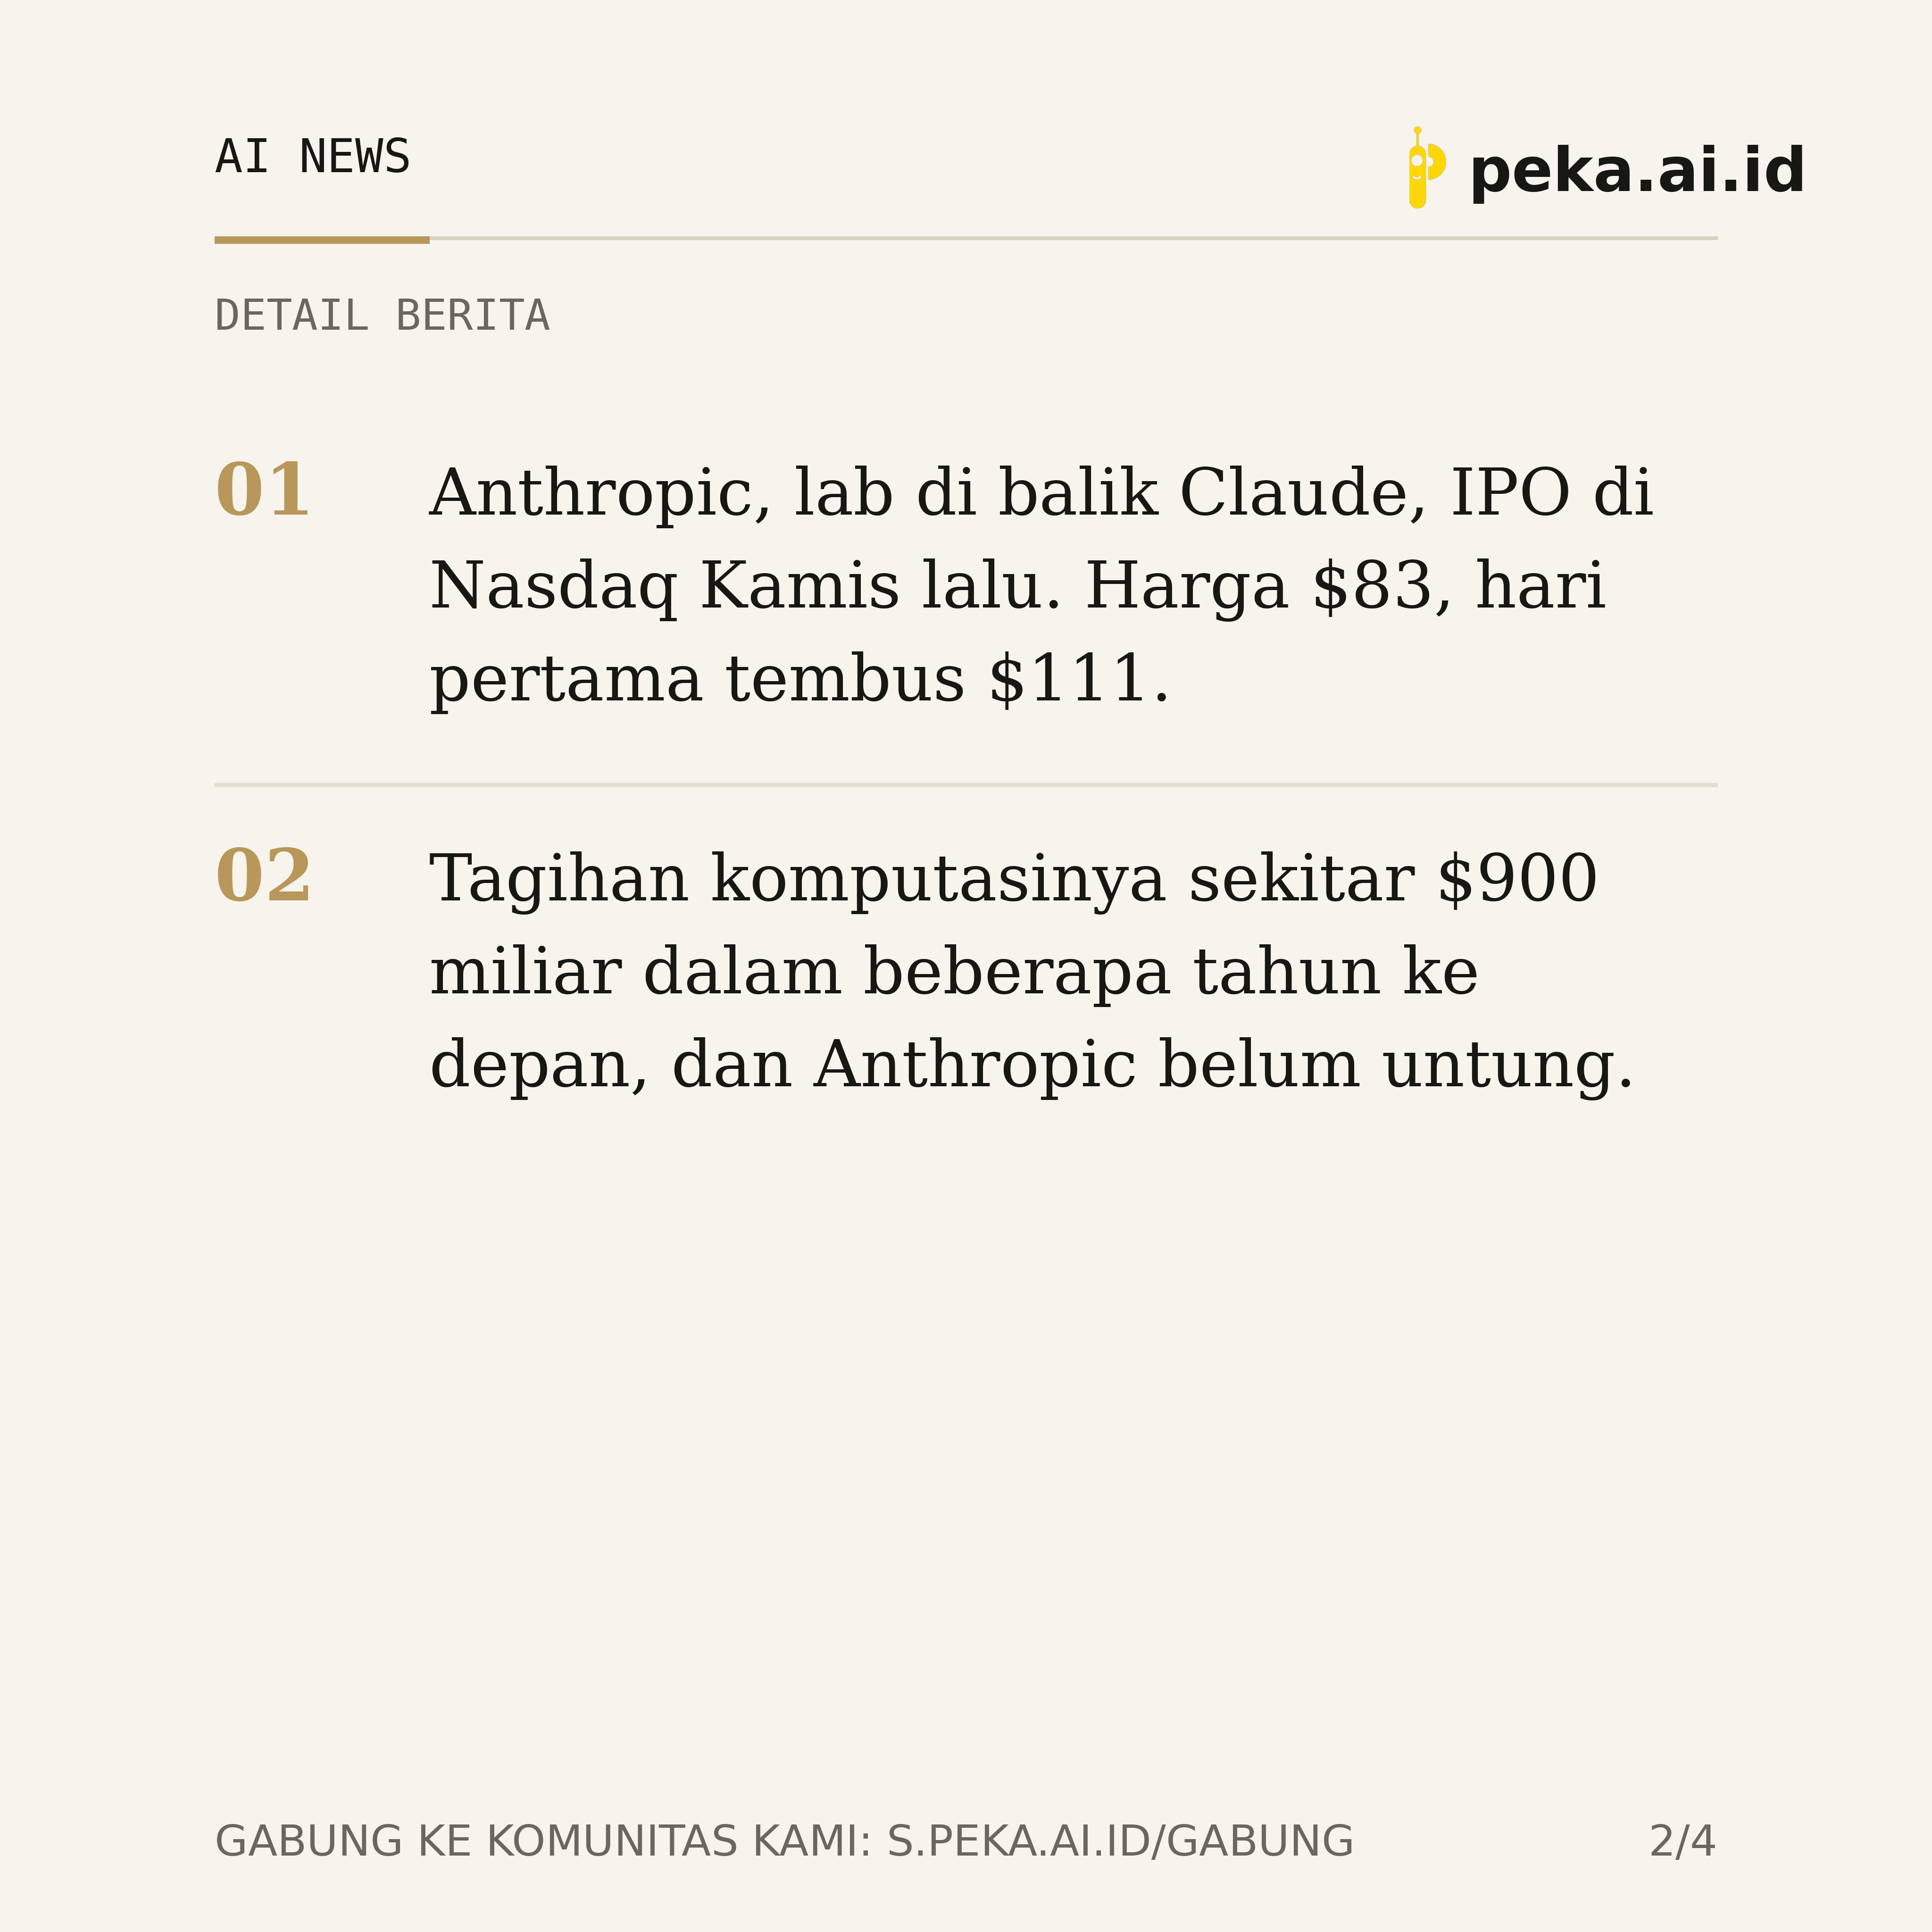 AI NEWS
peka.ai.id
DETAIL BERITA
01
Anthropic, lab di balik Claude, IPO di
Nasdaq Kamis lalu. Harga $83, hari
pertama tembus $111.
02
Tagihan komputasinya sekitar $900
miliar dalam beberapa tahun ke
depan, dan Anthropic belum untung.
GABUNG KE KOMUNITAS KAMI: S.PEKA.AI.ID/GABUNG
2/4